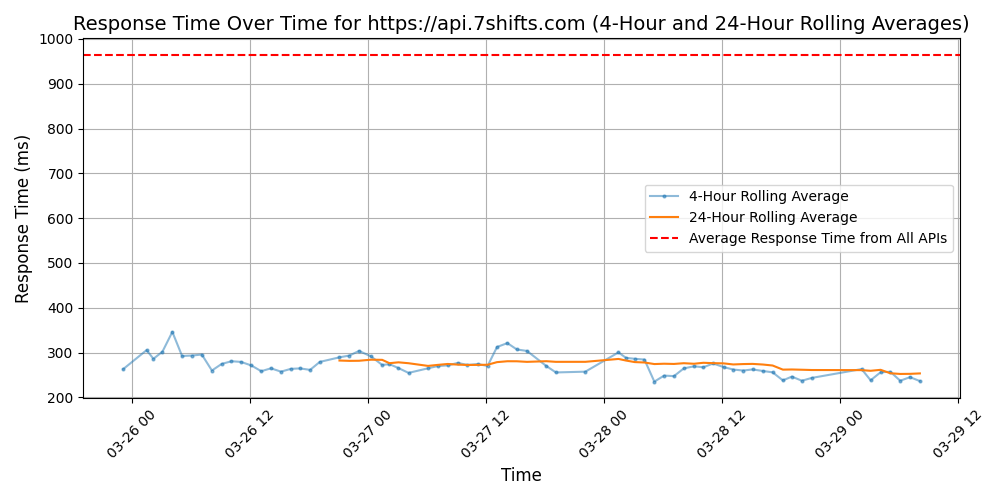 Response Time Over Time for https://api.7shifts.com (4-Hour and 24-Hour Rolling Averages)
1000
900
800
700
600
500
400
300
200
Response Time (ms)
4-Hour Rolling Average
24-Hour Rolling Average
Average Response Time from All APIs
03-26 00
03-26 12
03-27 00
03-27 12
03-28 00
03-28 12
03-29 00
03-29 12
Time